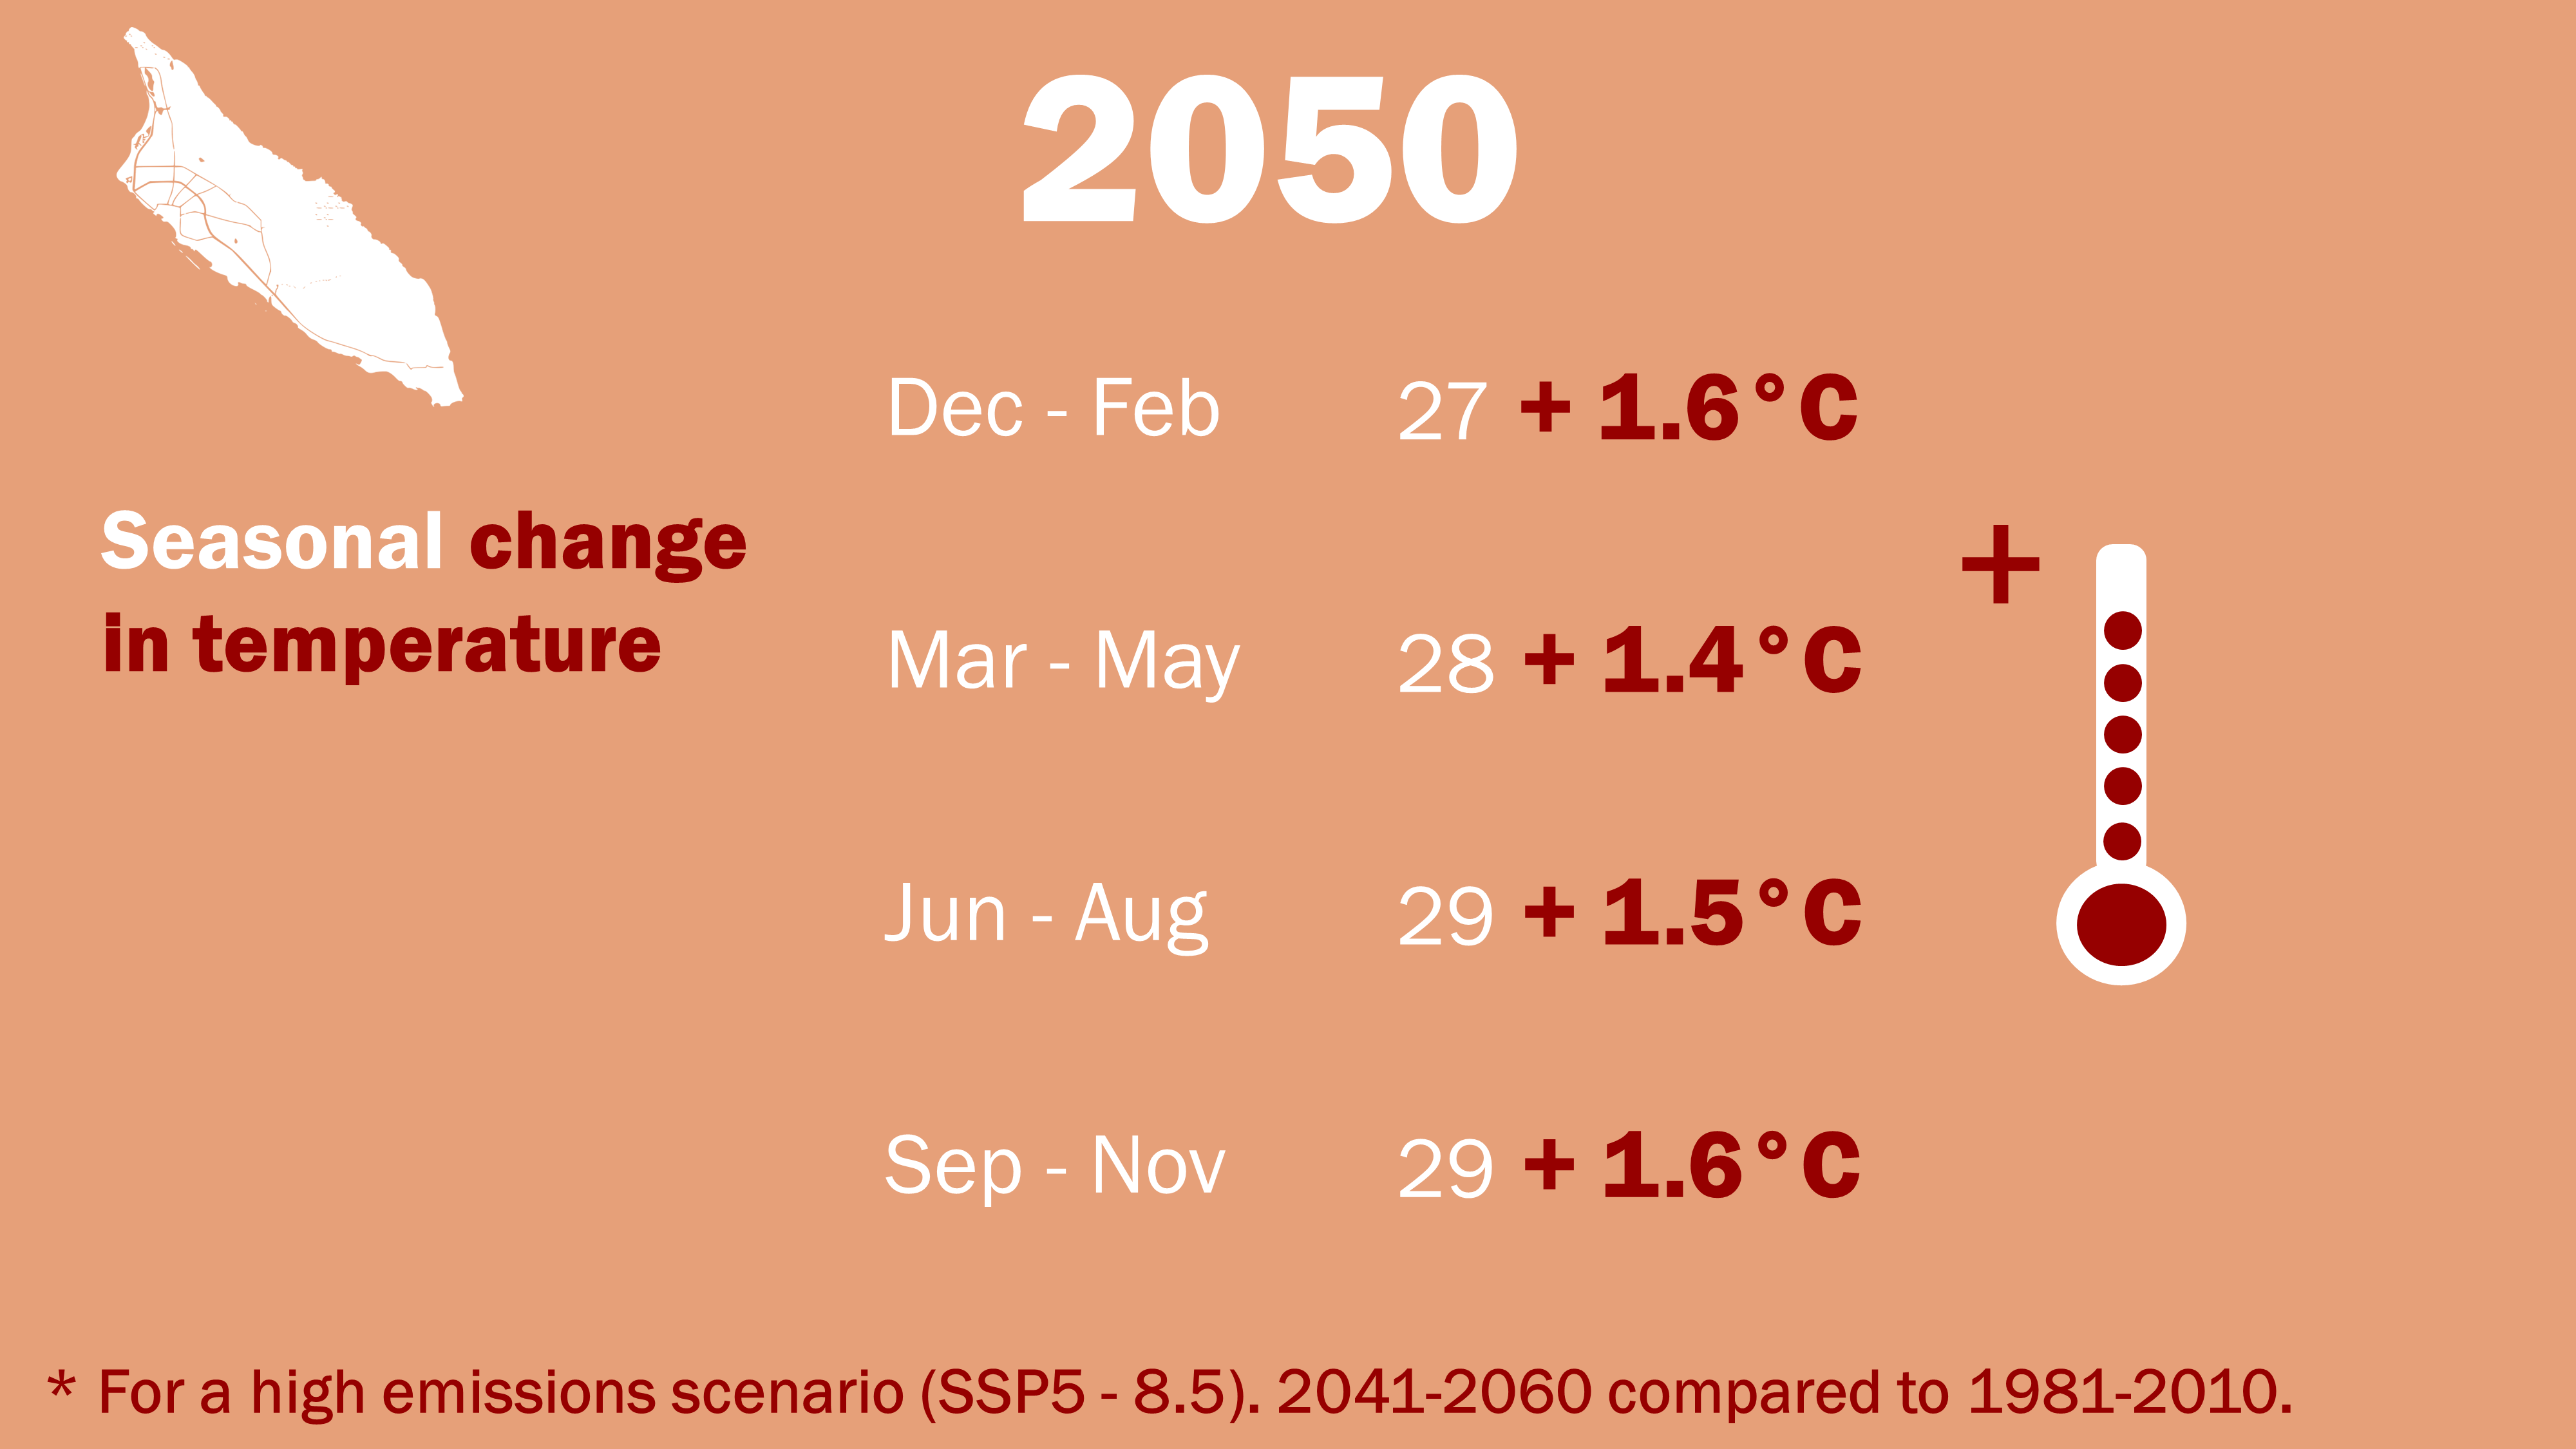 2050
Seasonal change
in temperature
Dec - Feb 27 + 1.6°C
Mar - May 28 + 1.4°C
Jun - Aug 29 + 1.5°C
Sep - Nov 29 + 1.6°C
+
* For a high emissions scenario (SSP5 - 8.5). 2041-2060 compared to 1981-2010.